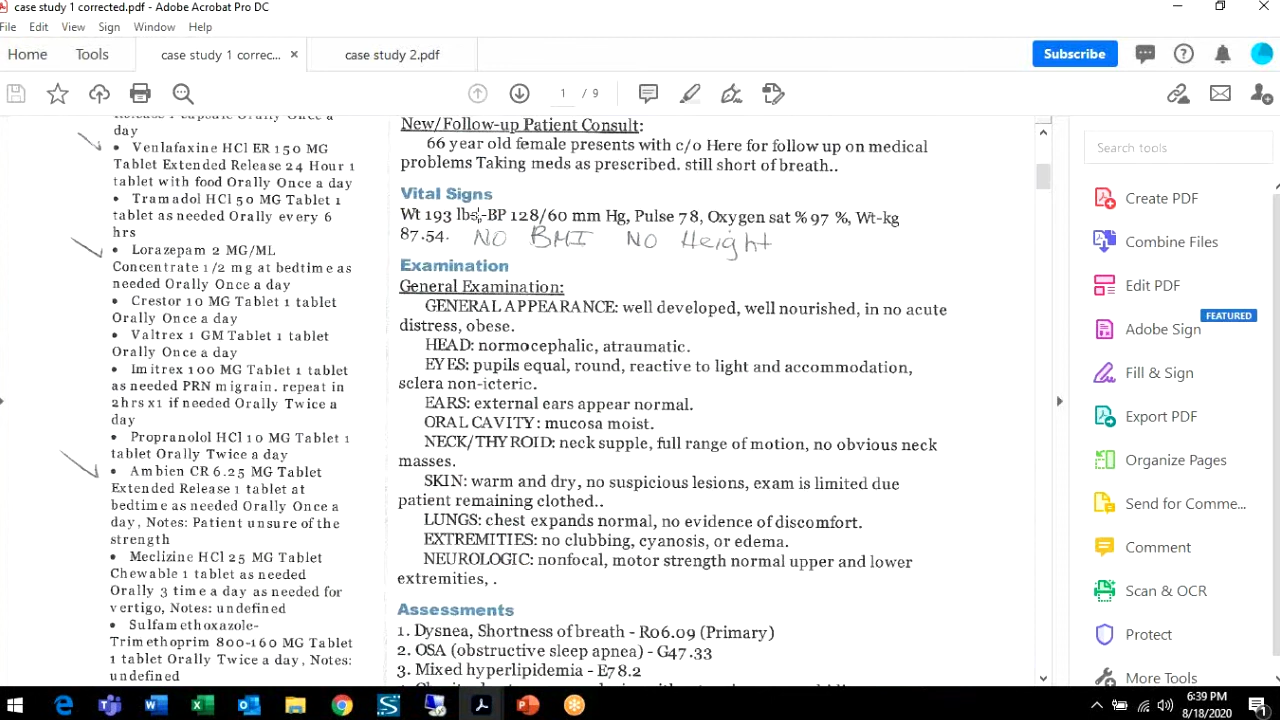 case study 1 corrected.pdf - Adobe Acrobat Pro DC
File Edit View Sign Window Help
Home Tools case study 1 correc... × case study 2.pdf Subscribe
1 / 9
day
• Venlafaxine HCl ER 150 MG
Tablet Extended Release 24 Hour 1
tablet with food Orally Once a day
• Tramadol HCl 50 MG Tablet 1
tablet as needed Orally every 6
hrs
• Lorazepam 2 MG/ML
Concentrate 1/2 mg at bedtime as
needed Orally Once a day
• Crestor 10 MG Tablet 1 tablet
Orally Once a day
• Valtrex 1 GM Tablet 1 tablet
Orally Once a day
• Imitrex 100 MG Tablet 1 tablet
as needed PRN migrain. repeat in
2hrs x1 if needed Orally Twice a
day
• Propranolol HCl 10 MG Tablet 1
tablet Orally Twice a day
• Ambien CR 6.25 MG Tablet
Extended Release 1 tablet at
bedtime as needed Orally Once a
day, Notes: Patient unsure of the
strength
• Meclizine HCl 25 MG Tablet
Chewable 1 tablet as needed
Orally 3 time a day as needed for
vertigo, Notes: undefined
• Sulfamethoxazole-
Trimethoprim 800-160 MG Tablet
1 tablet Orally Twice a day, Notes:
undefined
New/Follow-up Patient Consult:
66 year old female presents with c/o Here for follow up on medical
problems Taking meds as prescribed. still short of breath..
Vital Signs
Wt 193 lbs, BP 128/60 mm Hg, Pulse 78, Oxygen sat % 97 %, Wt-kg
87.54. NO BMI NO Height
Examination
General Examination:
GENERAL APPEARANCE: well developed, well nourished, in no acute
distress, obese.
HEAD: normocephalic, atraumatic.
EYES: pupils equal, round, reactive to light and accommodation,
sclera non-icteric.
EARS: external ears appear normal.
ORAL CAVITY: mucosa moist.
NECK/THYROID: neck supple, full range of motion, no obvious neck
masses.
SKIN: warm and dry, no suspicious lesions, exam is limited due
patient remaining clothed..
LUNGS: chest expands normal, no evidence of discomfort.
EXTREMITIES: no clubbing, cyanosis, or edema.
NEUROLOGIC: nonfocal, motor strength normal upper and lower
extremities, .
Assessments
1. Dysnea, Shortness of breath - R06.09 (Primary)
2. OSA (obstructive sleep apnea) - G47.33
3. Mixed hyperlipidemia - E78.2
Search tools
Create PDF
Combine Files
Edit PDF
FEATURED
Adobe Sign
Fill & Sign
Export PDF
Organize Pages
Send for Comme...
Comment
Scan & OCR
Protect
More Tools
6:39 PM
8/18/2020